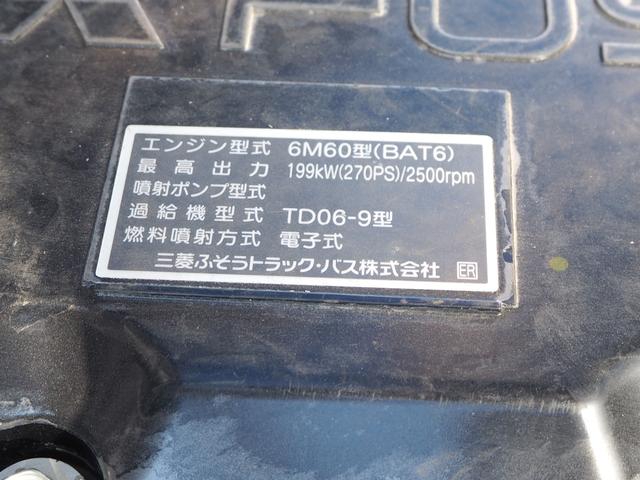 FUS
エンジン型式 6M60型(BAT6)
最高出力 199kW(270PS)/2500rpm
噴射ポンプ型式
過給機型式 TD06-9型
燃料噴射方式 電子式
三菱ふそうトラック・バス株式会社 ER